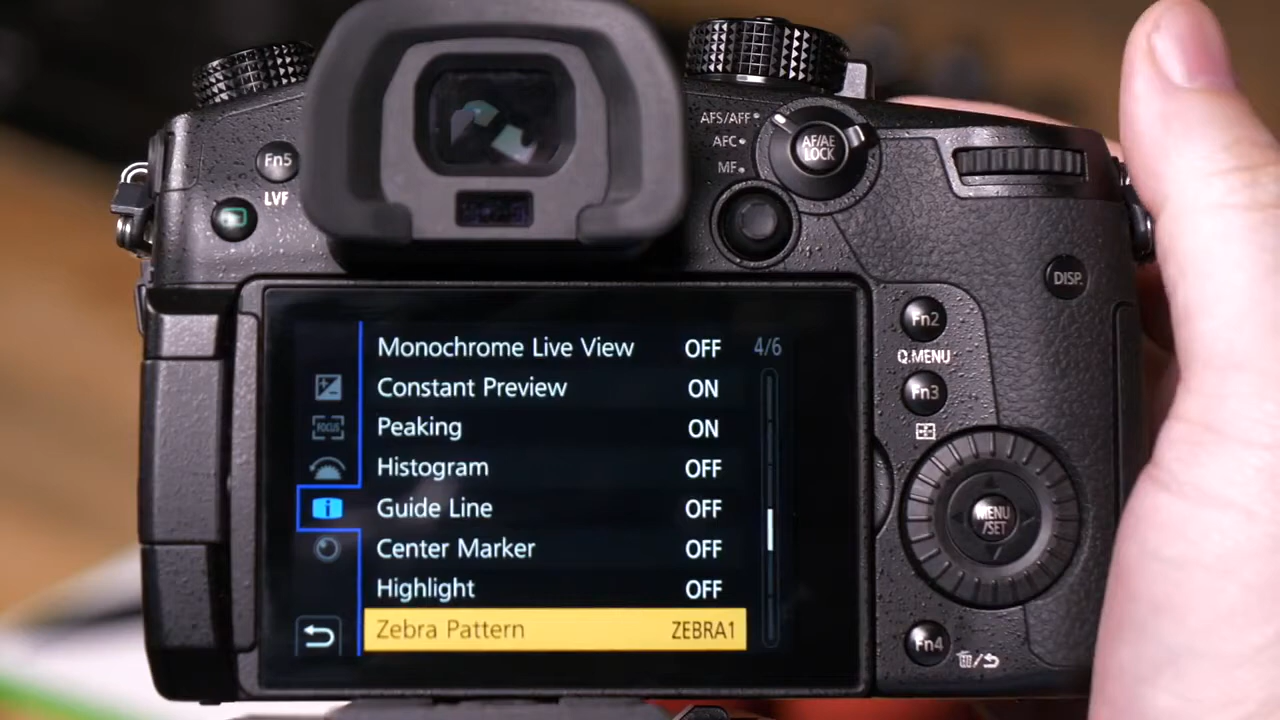 AFS/AFF
AFC
MF
AF/AE
LOCK
Fn5
LVF
DISP.
Fn2
Q.MENU
Fn3
MENU
/SET
Fn4
Monochrome Live View OFF 4/6
Constant Preview ON
Peaking ON
FOCUS
Histogram OFF
Guide Line OFF
Center Marker OFF
Highlight OFF
Zebra Pattern ZEBRA1